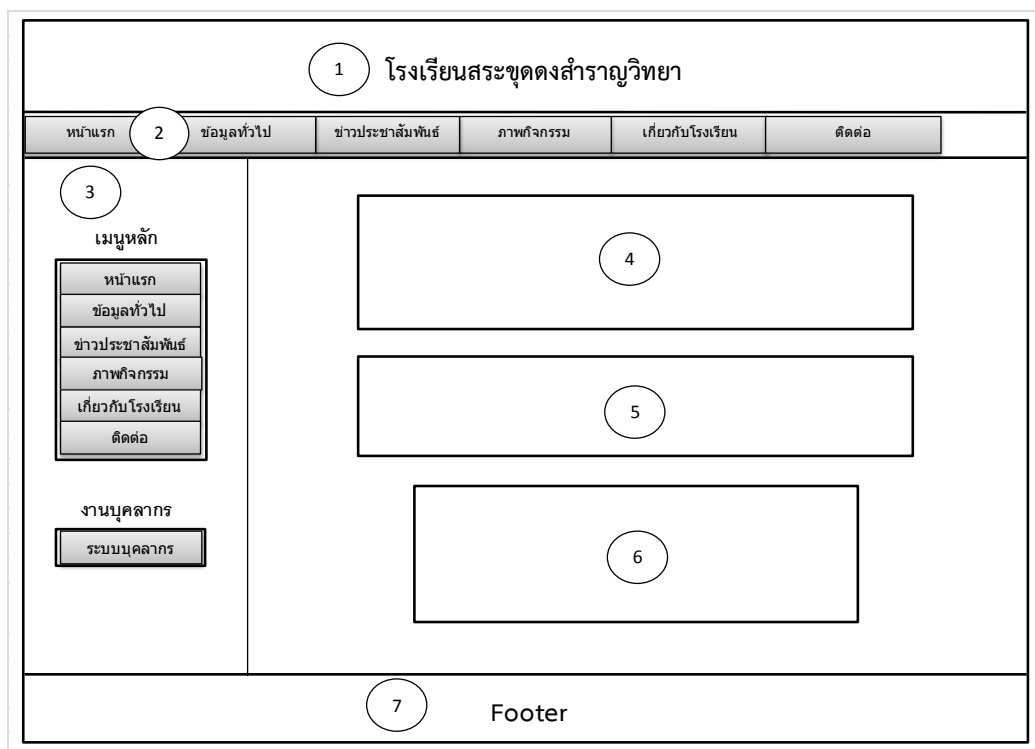 1 โรงเรียนสระขุดดงสำราญวิทยา
หน้าแรก 2 ข้อมูลทั่วไป ข่าวประชาสัมพันธ์ ภาพกิจกรรม เกี่ยวกับโรงเรียน ติดต่อ
3
เมนูหลัก
หน้าแรก
ข้อมูลทั่วไป
ข่าวประชาสัมพันธ์
ภาพกิจกรรม
เกี่ยวกับโรงเรียน
ติดต่อ
งานบุคลากร
ระบบบุคลากร
4
5
6
7 Footer